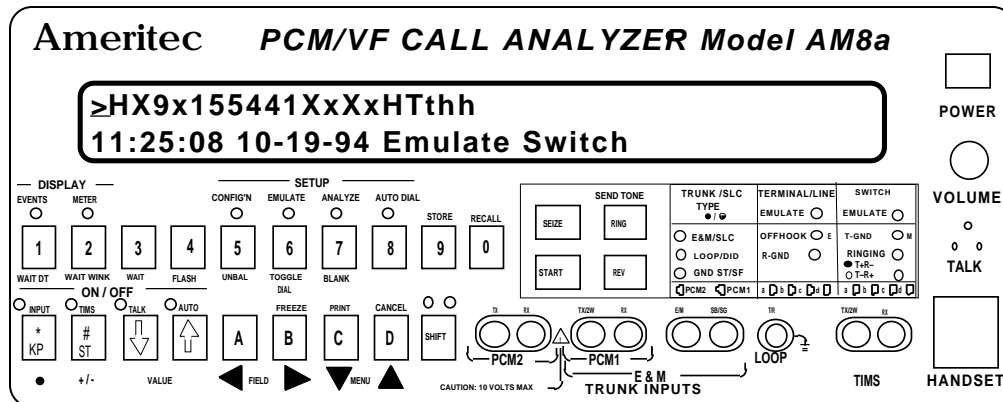 Ameritec PCM/VF CALL ANALYZER Model AM8a
>HX9x155441XxXxHTthh
11:25:08 10-19-94 Emulate Switch
POWER
VOLUME
TALK
HANDSET
DISPLAY
SETUP
EVENTS METER CONFIG'N EMULATE ANALYZE AUTO DIAL STORE RECALL
1 2 3 4 5 6 7 8 9 0
WAIT DT WAIT WINK WAIT FLASH UNBAL TOGGLE BLANK
DIAL
ON / OFF
INPUT TIMS TALK AUTO FREEZE PRINT CANCEL
* # A B C D SHIFT
KP ST
+/- VALUE FIELD MENU
SEND TONE
SEIZE RING
START REV
TRUNK /SLC TERMINAL/LINE SWITCH
TYPE
/
EMULATE EMULATE
E&M/SLC OFFHOOK E T-GND M
LOOP/DID R-GND RINGING
T+R–
GND ST/SF T–R+
PCM2 PCM1 a b c d a b c d
TX RX TX/2W RX E/M SB/SG T/R TX/2W RX
PCM2 PCM1 LOOP
E & M
CAUTION: 10 VOLTS MAX TRUNK INPUTS TIMS